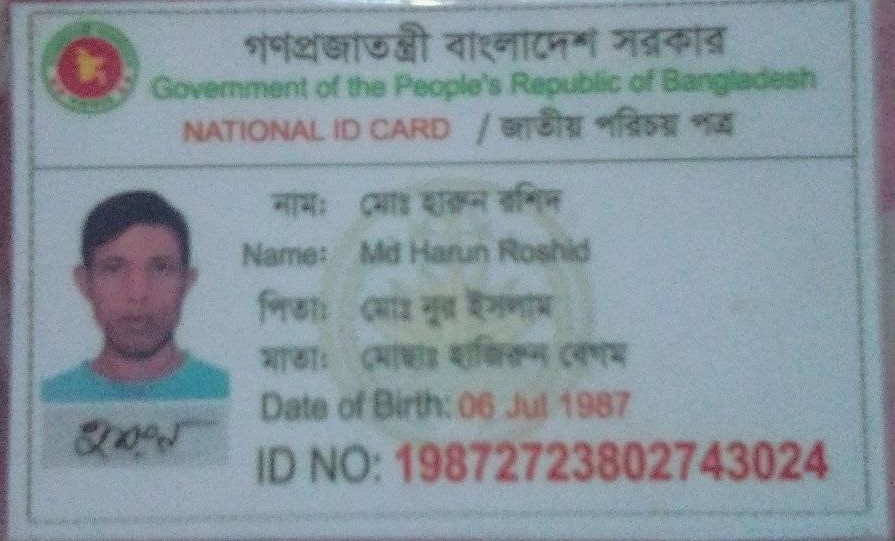 গণপ্রজাতন্ত্রী বাংলাদেশ সরকার
Government of the People's Republic of Bangladesh
NATIONAL ID CARD / জাতীয় পরিচয় পত্র
নাম: মোঃ হারুন রশিদ
Name: Md Harun Roshid
পিতা: মোঃ নুর ইসলাম
মাতা: মোছাঃ হাজিরুন বেগম
Date of Birth: 06 Jul 1987
ID NO: 19872723802743024